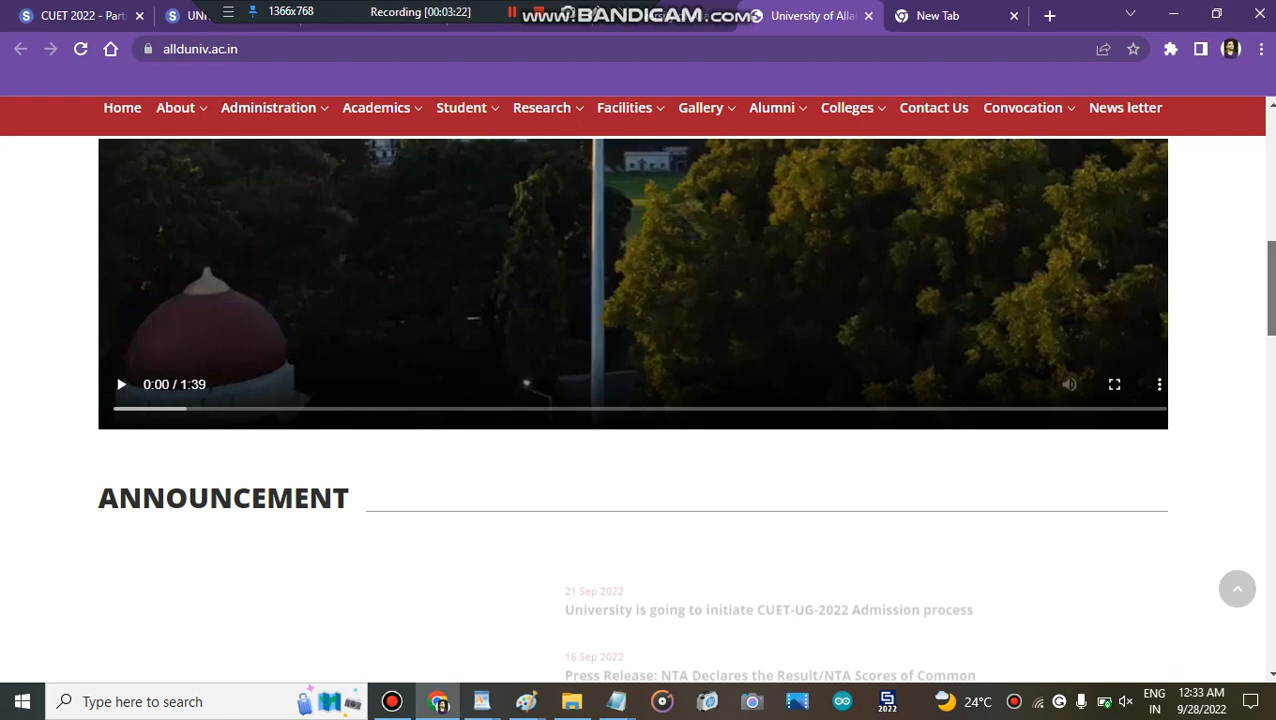 1366x768 Recording [00:03:22]
www.BANDICAM.com
CUET 2022 - Part
UNI
University of Alla
New Tab
allduniv.ac.in
Home About Administration Academics Student Research Facilities Gallery Alumni Colleges Contact Us Convocation News letter
0:00 / 1:39
ANNOUNCEMENT
21 Sep 2022
University is going to initiate CUET-UG-2022 Admission process
16 Sep 2022
Press Release: NTA Declares the Result/NTA Scores of Common
Type here to search
2022
24°C
ENG
IN
12:33 AM
9/28/2022